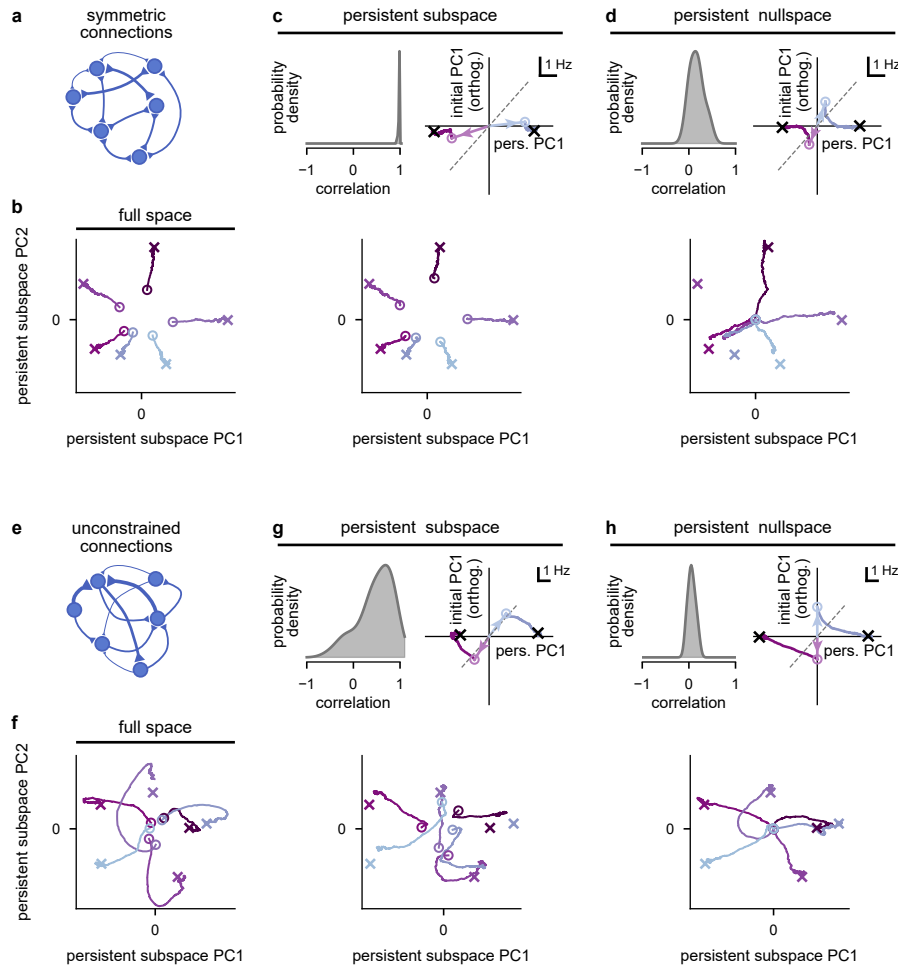 a
symmetric
connections
c
persistent subspace
probability
density
−1
0
1
correlation
initial PC1
(orthog.)
1 Hz
pers. PC1
d
persistent nullspace
probability
density
−1
0
1
correlation
initial PC1
(orthog.)
1 Hz
pers. PC1
b
full space
persistent subspace PC2
0
0
persistent subspace PC1
0
0
persistent subspace PC1
0
0
persistent subspace PC1
e
unconstrained
connections
g
persistent subspace
probability
density
−1
0
1
correlation
initial PC1
(orthog.)
1 Hz
pers. PC1
h
persistent nullspace
probability
density
−1
0
1
correlation
initial PC1
(orthog.)
1 Hz
pers. PC1
f
full space
persistent subspace PC2
0
0
persistent subspace PC1
0
0
persistent subspace PC1
0
0
persistent subspace PC1